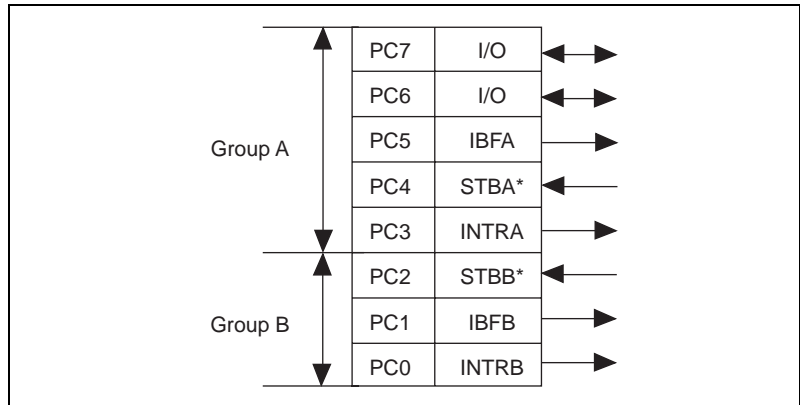 PC7 I/O
PC6 I/O
PC5 IBFA
Group A
PC4 STBA*
PC3 INTRA
PC2 STBB*
Group B
PC1 IBFB
PC0 INTRB